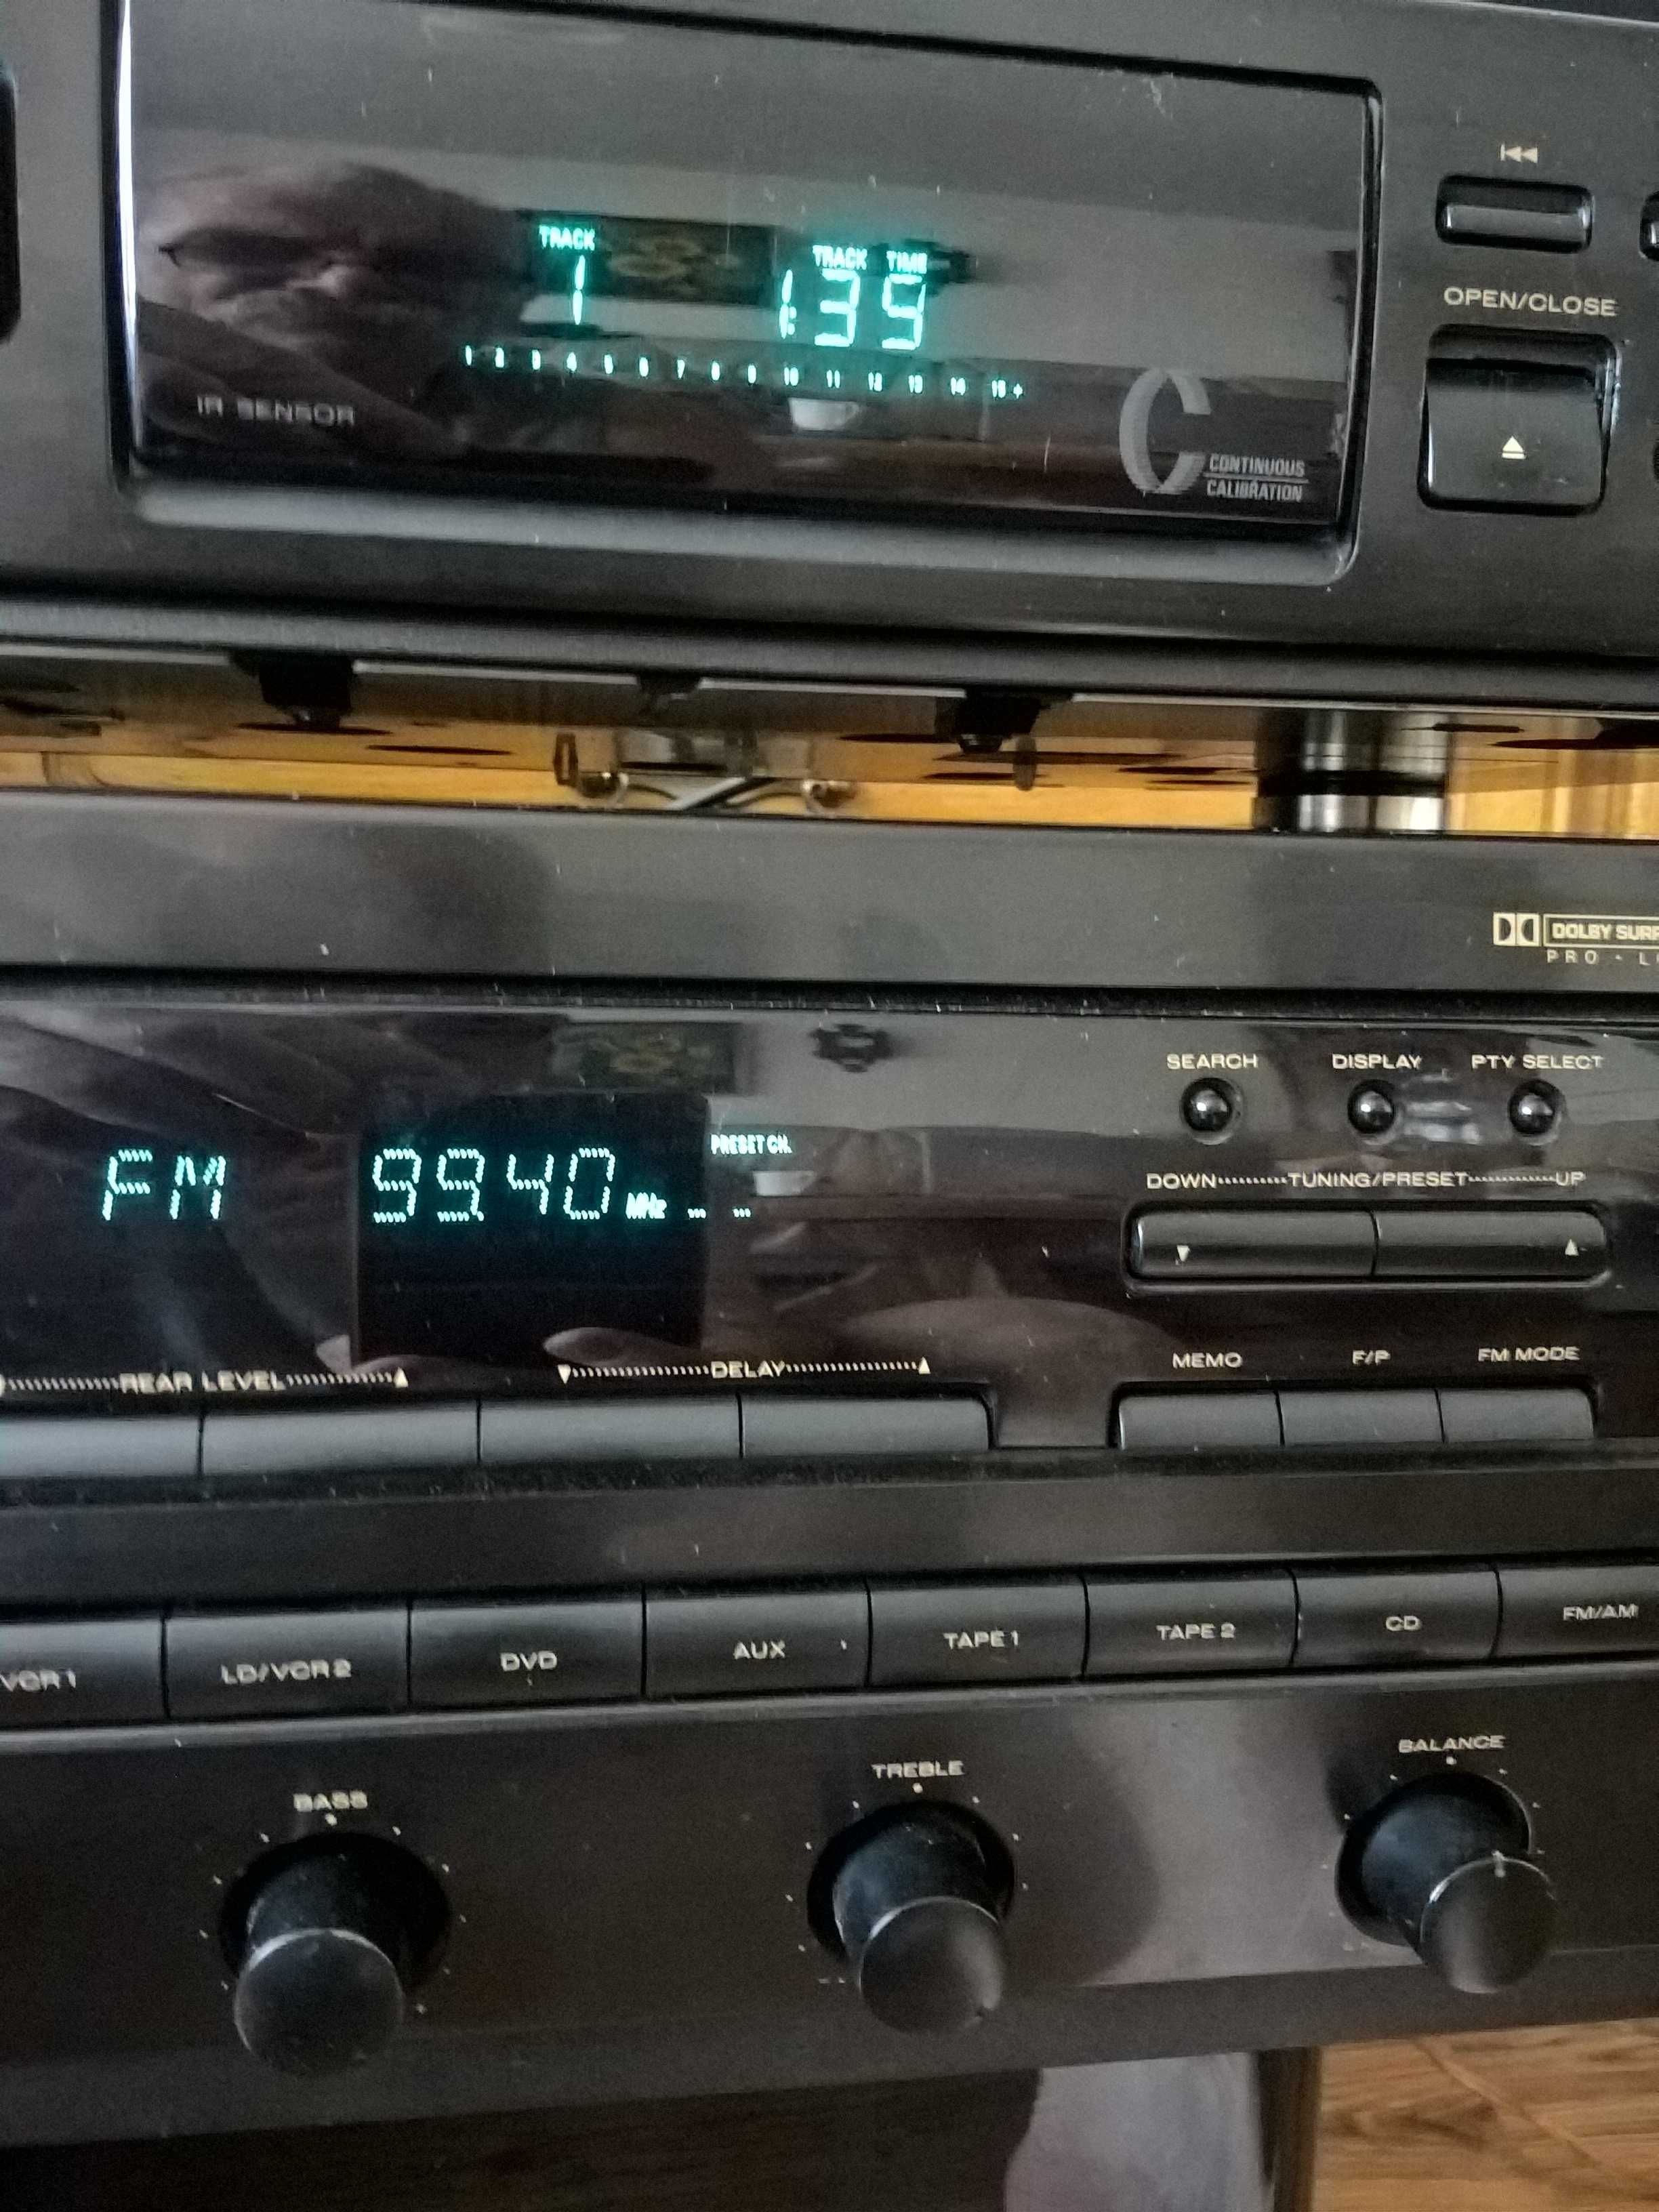 ⏮
TRACK TRACK TIME
1 1:39
1 2 3 4 5 6 7 8 9 10 11 12 13 14 15+
OPEN/CLOSE
IR SENSOR
CONTINUOUS
CALIBRATION
DOLBY SURR
PRO · L
SEARCH DISPLAY PTY SELECT
PRESET CH.
FM 99.40 MHz -- --
DOWN TUNING/PRESET UP
REAR LEVEL DELAY
MEMO F/P FM MODE
VCR 1 LD/VCR 2 DVD AUX TAPE 1 TAPE 2 CD FM/AM
BASS TREBLE BALANCE